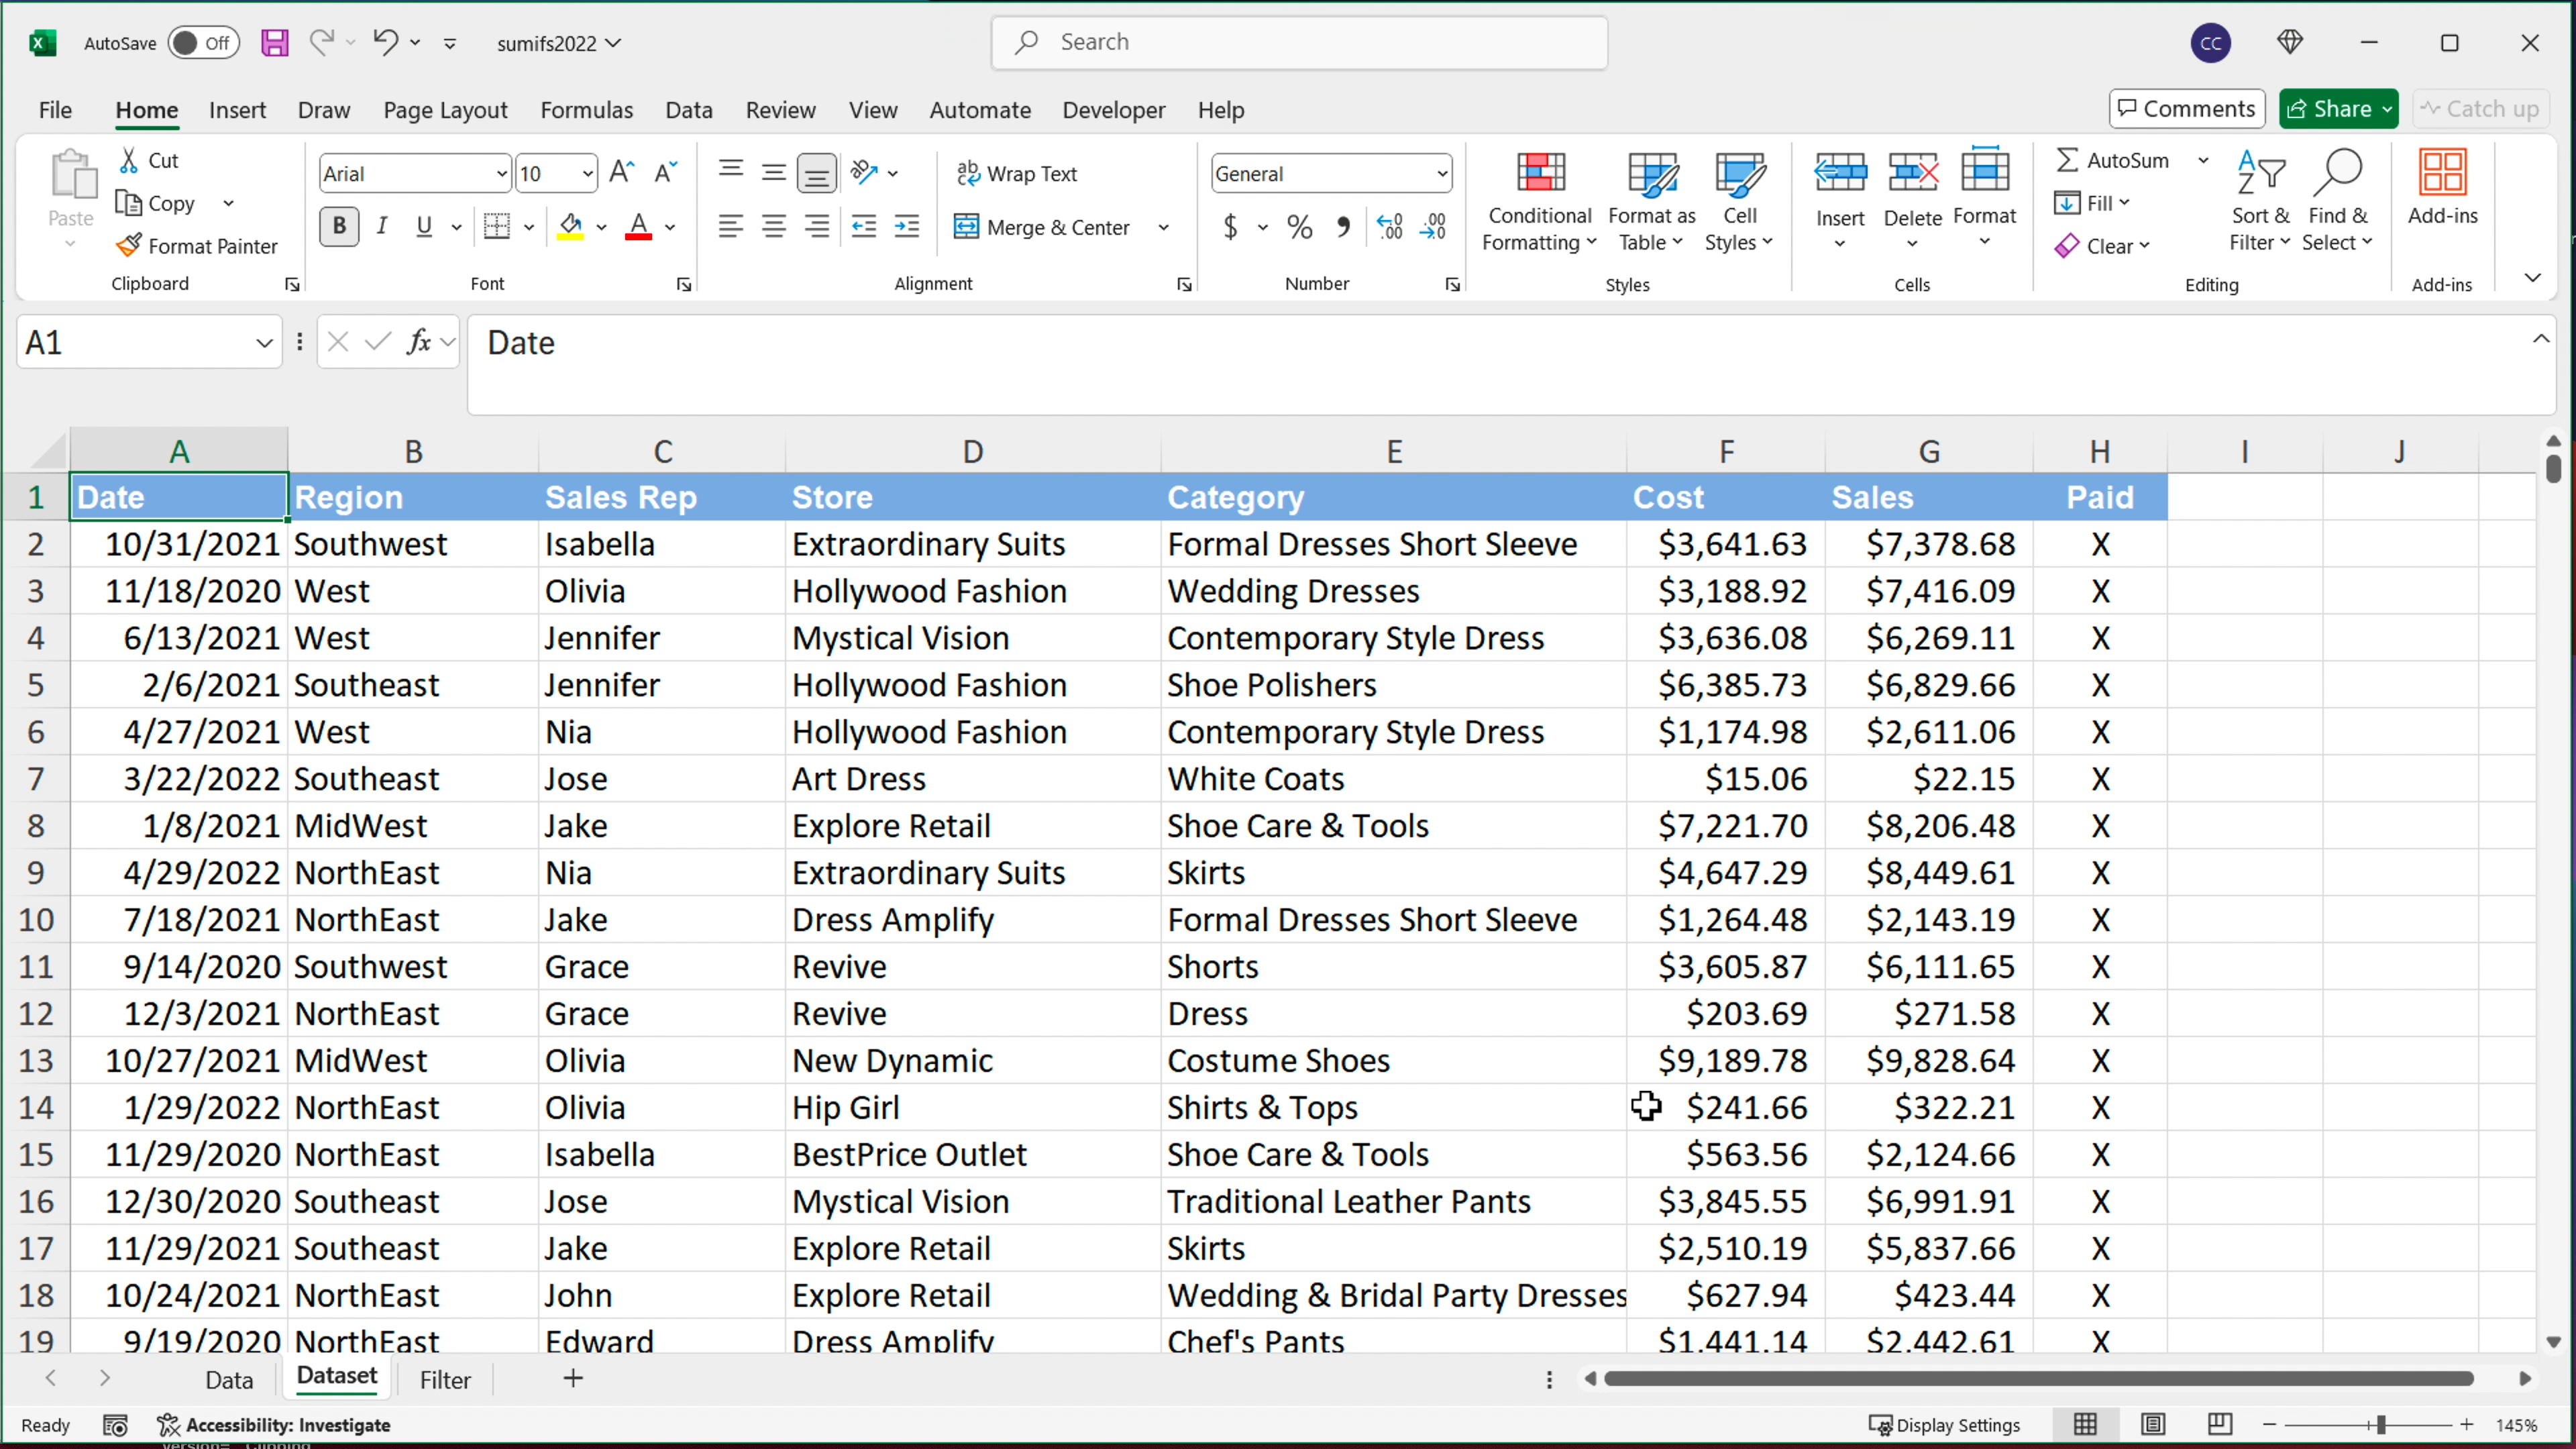 AutoSave Off sumifs2022 Search CC
File Home Insert Draw Page Layout Formulas Data Review View Automate Developer Help Comments Share Catch up
Paste Cut Copy Format Painter Clipboard
Arial 10 B I U A Font
Wrap Text Merge & Center Alignment
General $ % Number
Conditional Formatting Format as Table Cell Styles Styles
Insert Delete Format Cells
AutoSum Fill Clear Sort & Filter Find & Select Editing
Add-ins Add-ins
A1 fx Date
A B C D E F G H I J
1 Date Region Sales Rep Store Category Cost Sales Paid
2 10/31/2021 Southwest Isabella Extraordinary Suits Formal Dresses Short Sleeve $3,641.63 $7,378.68 X
3 11/18/2020 West Olivia Hollywood Fashion Wedding Dresses $3,188.92 $7,416.09 X
4 6/13/2021 West Jennifer Mystical Vision Contemporary Style Dress $3,636.08 $6,269.11 X
5 2/6/2021 Southeast Jennifer Hollywood Fashion Shoe Polishers $6,385.73 $6,829.66 X
6 4/27/2021 West Nia Hollywood Fashion Contemporary Style Dress $1,174.98 $2,611.06 X
7 3/22/2022 Southeast Jose Art Dress White Coats $15.06 $22.15 X
8 1/8/2021 MidWest Jake Explore Retail Shoe Care & Tools $7,221.70 $8,206.48 X
9 4/29/2022 NorthEast Nia Extraordinary Suits Skirts $4,647.29 $8,449.61 X
10 7/18/2021 NorthEast Jake Dress Amplify Formal Dresses Short Sleeve $1,264.48 $2,143.19 X
11 9/14/2020 Southwest Grace Revive Shorts $3,605.87 $6,111.65 X
12 12/3/2021 NorthEast Grace Revive Dress $203.69 $271.58 X
13 10/27/2021 MidWest Olivia New Dynamic Costume Shoes $9,189.78 $9,828.64 X
14 1/29/2022 NorthEast Olivia Hip Girl Shirts & Tops $241.66 $322.21 X
15 11/29/2020 NorthEast Isabella BestPrice Outlet Shoe Care & Tools $563.56 $2,124.66 X
16 12/30/2020 Southeast Jose Mystical Vision Traditional Leather Pants $3,845.55 $6,991.91 X
17 11/29/2021 Southeast Jake Explore Retail Skirts $2,510.19 $5,837.66 X
18 10/24/2021 NorthEast John Explore Retail Wedding & Bridal Party Dresses $627.94 $423.44 X
19 9/19/2020 NorthEast Edward Dress Amplify Chef's Pants $1,441.14 $2,442.61 X
Data Dataset Filter
Ready Accessibility: Investigate Display Settings 145%